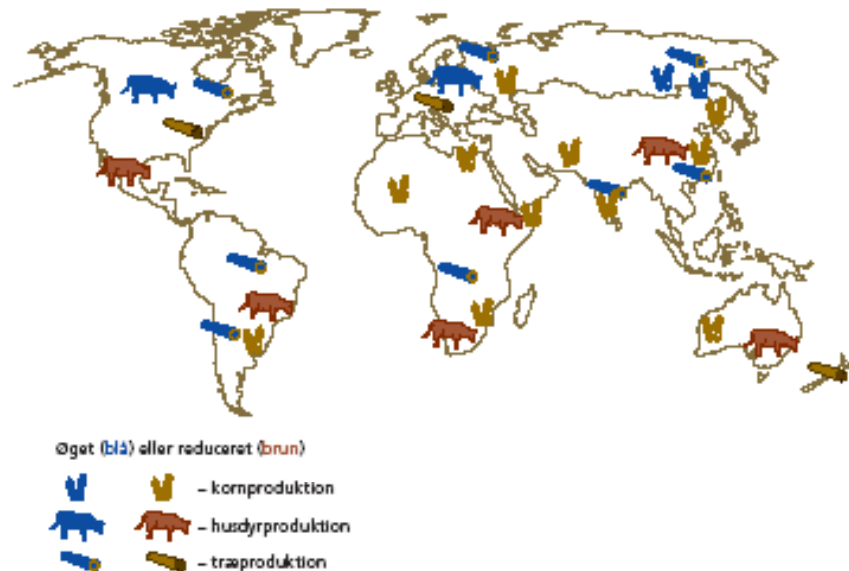 Øget (blå) eller reduceret (brun)
– kornproduktion
– husdyrproduktion
– træproduktion